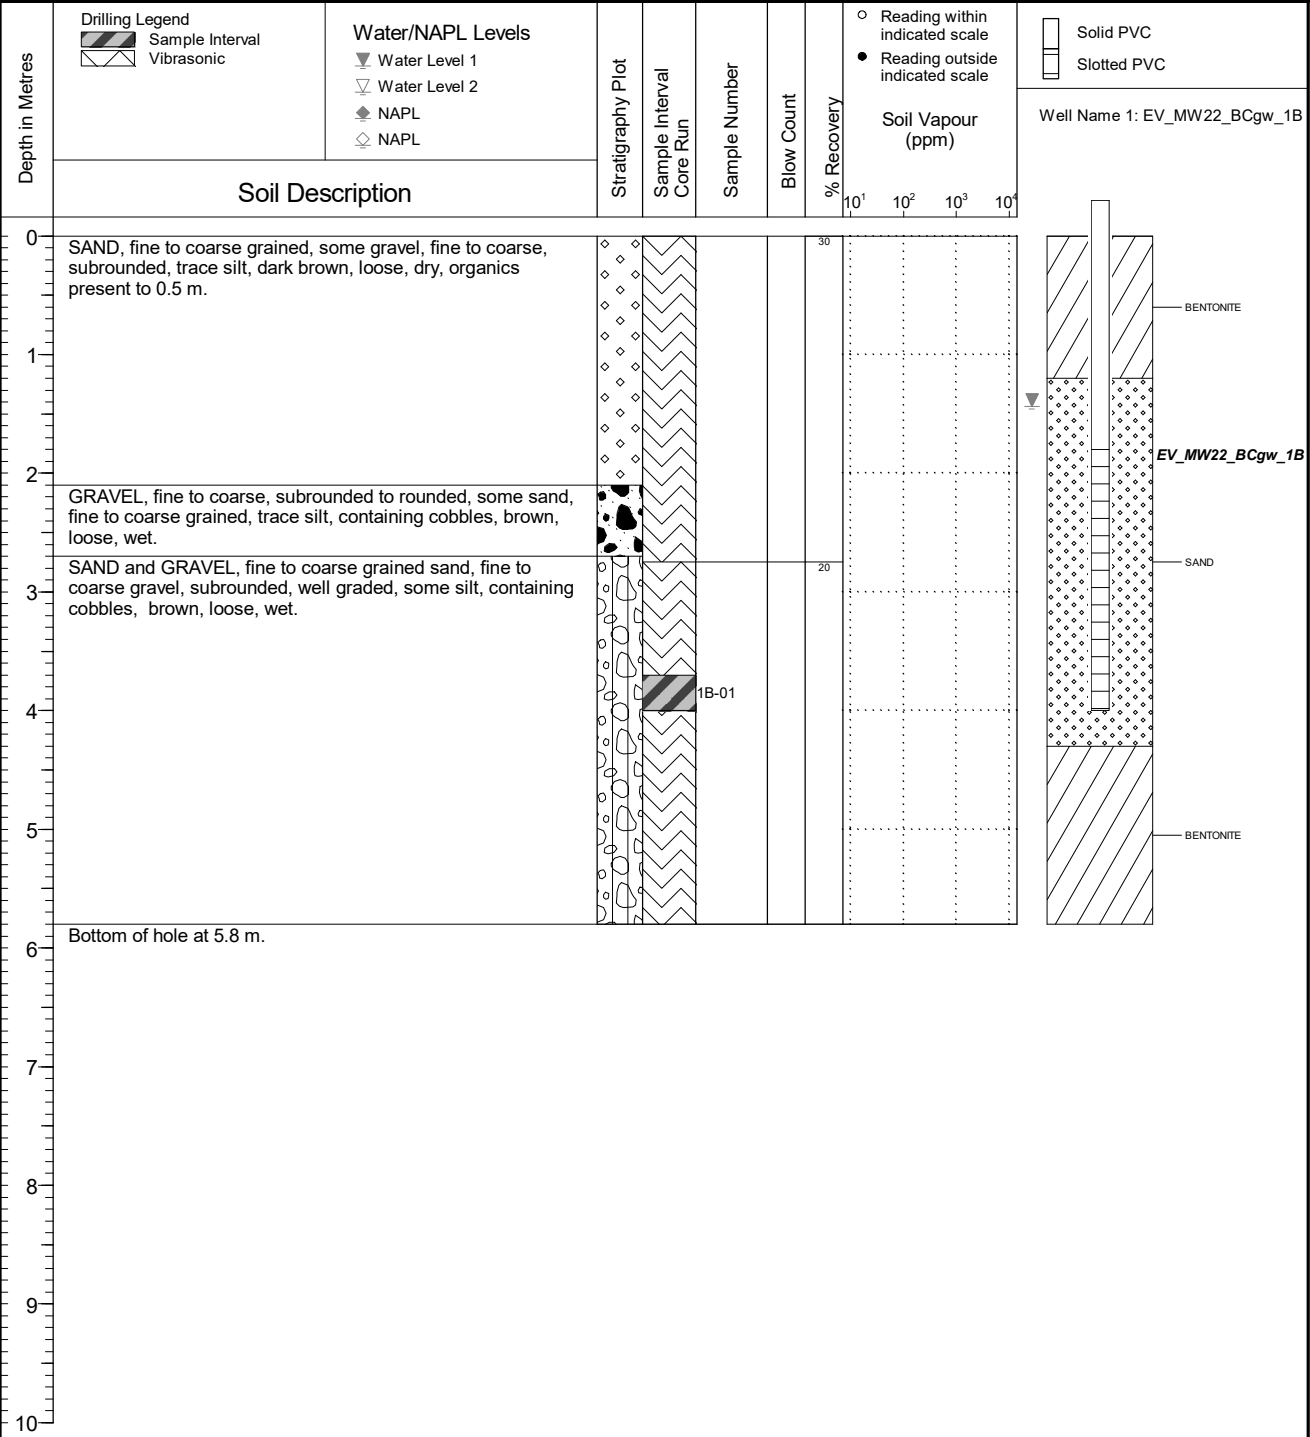 Depth in Metres
Drilling Legend
Sample Interval
Vibrasonic
Water/NAPL Levels
Water Level 1
Water Level 2
NAPL
NAPL
Soil Description
Stratigraphy Plot
Sample Interval
Core Run
Sample Number
Blow Count
% Recovery
Reading within
indicated scale
Reading outside
indicated scale
Soil Vapour
(ppm)
10¹ 10² 10³ 10⁴
Solid PVC
Slotted PVC
Well Name 1: EV_MW22_BCgw_1B
0
SAND, fine to coarse grained, some gravel, fine to coarse,
subrounded, trace silt, dark brown, loose, dry, organics
present to 0.5 m.
30
BENTONITE
1
EV_MW22_BCgw_1B
2
GRAVEL, fine to coarse, subrounded to rounded, some sand,
fine to coarse grained, trace silt, containing cobbles, brown,
loose, wet.
SAND and GRAVEL, fine to coarse grained sand, fine to
coarse gravel, subrounded, well graded, some silt, containing
cobbles, brown, loose, wet.
20
SAND
3
1B-01
4
5
BENTONITE
Bottom of hole at 5.8 m.
6
7
8
9
10